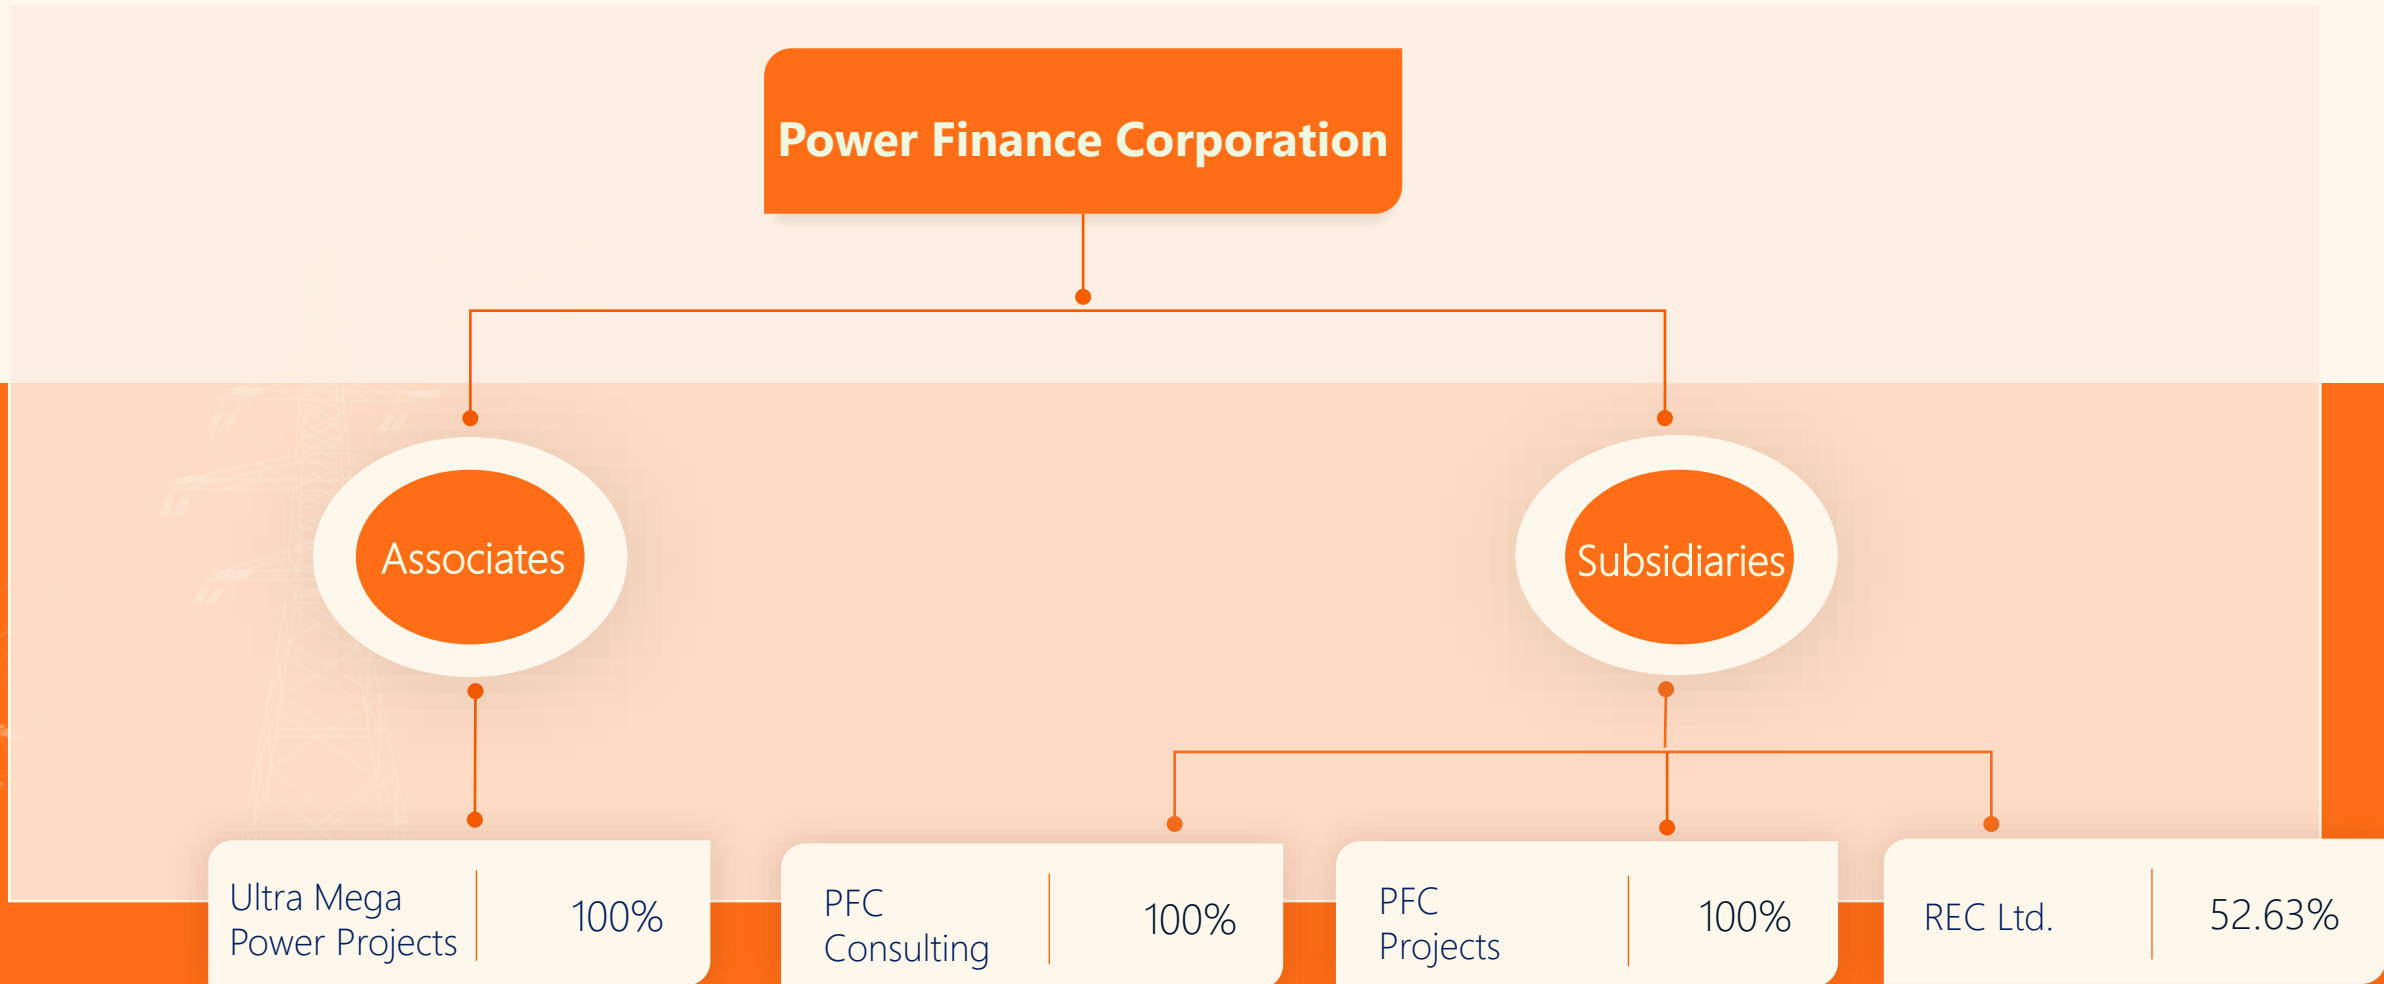 Power Finance Corporation
Associates
Subsidiaries
Ultra Mega
Power Projects
100%
PFC
Consulting
100%
PFC
Projects
100%
REC Ltd.
52.63%